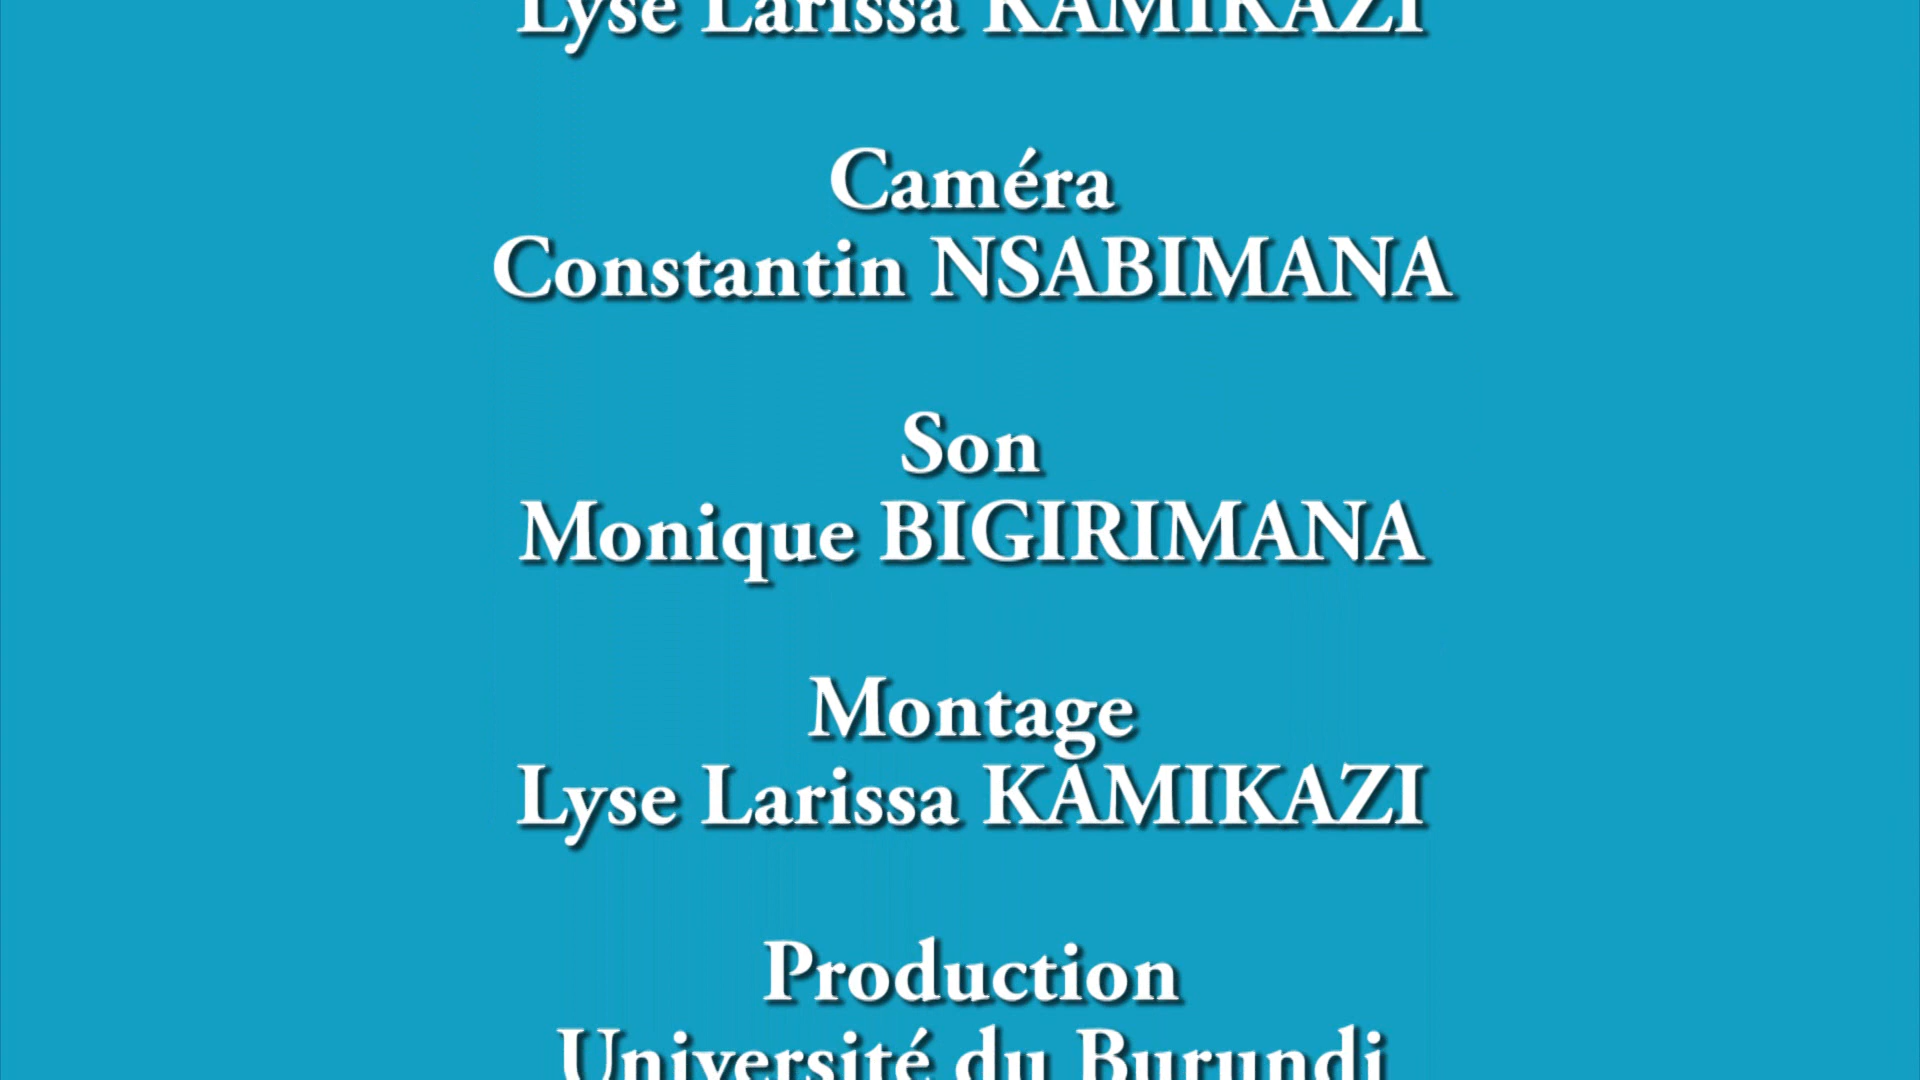 Lyse Larissa KAMIKAZI
Caméra
Constantin NSABIMANA
Son
Monique BIGIRIMANA
Montage
Lyse Larissa KAMIKAZI
Production
Université du Burundi